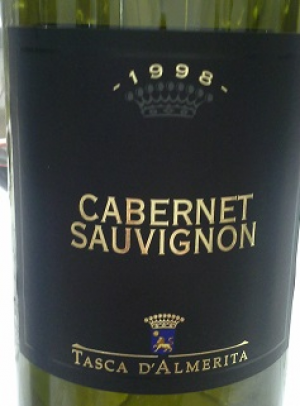 -1998-
CABERNET
SAUVIGNON
TASCA D'ALMERITA